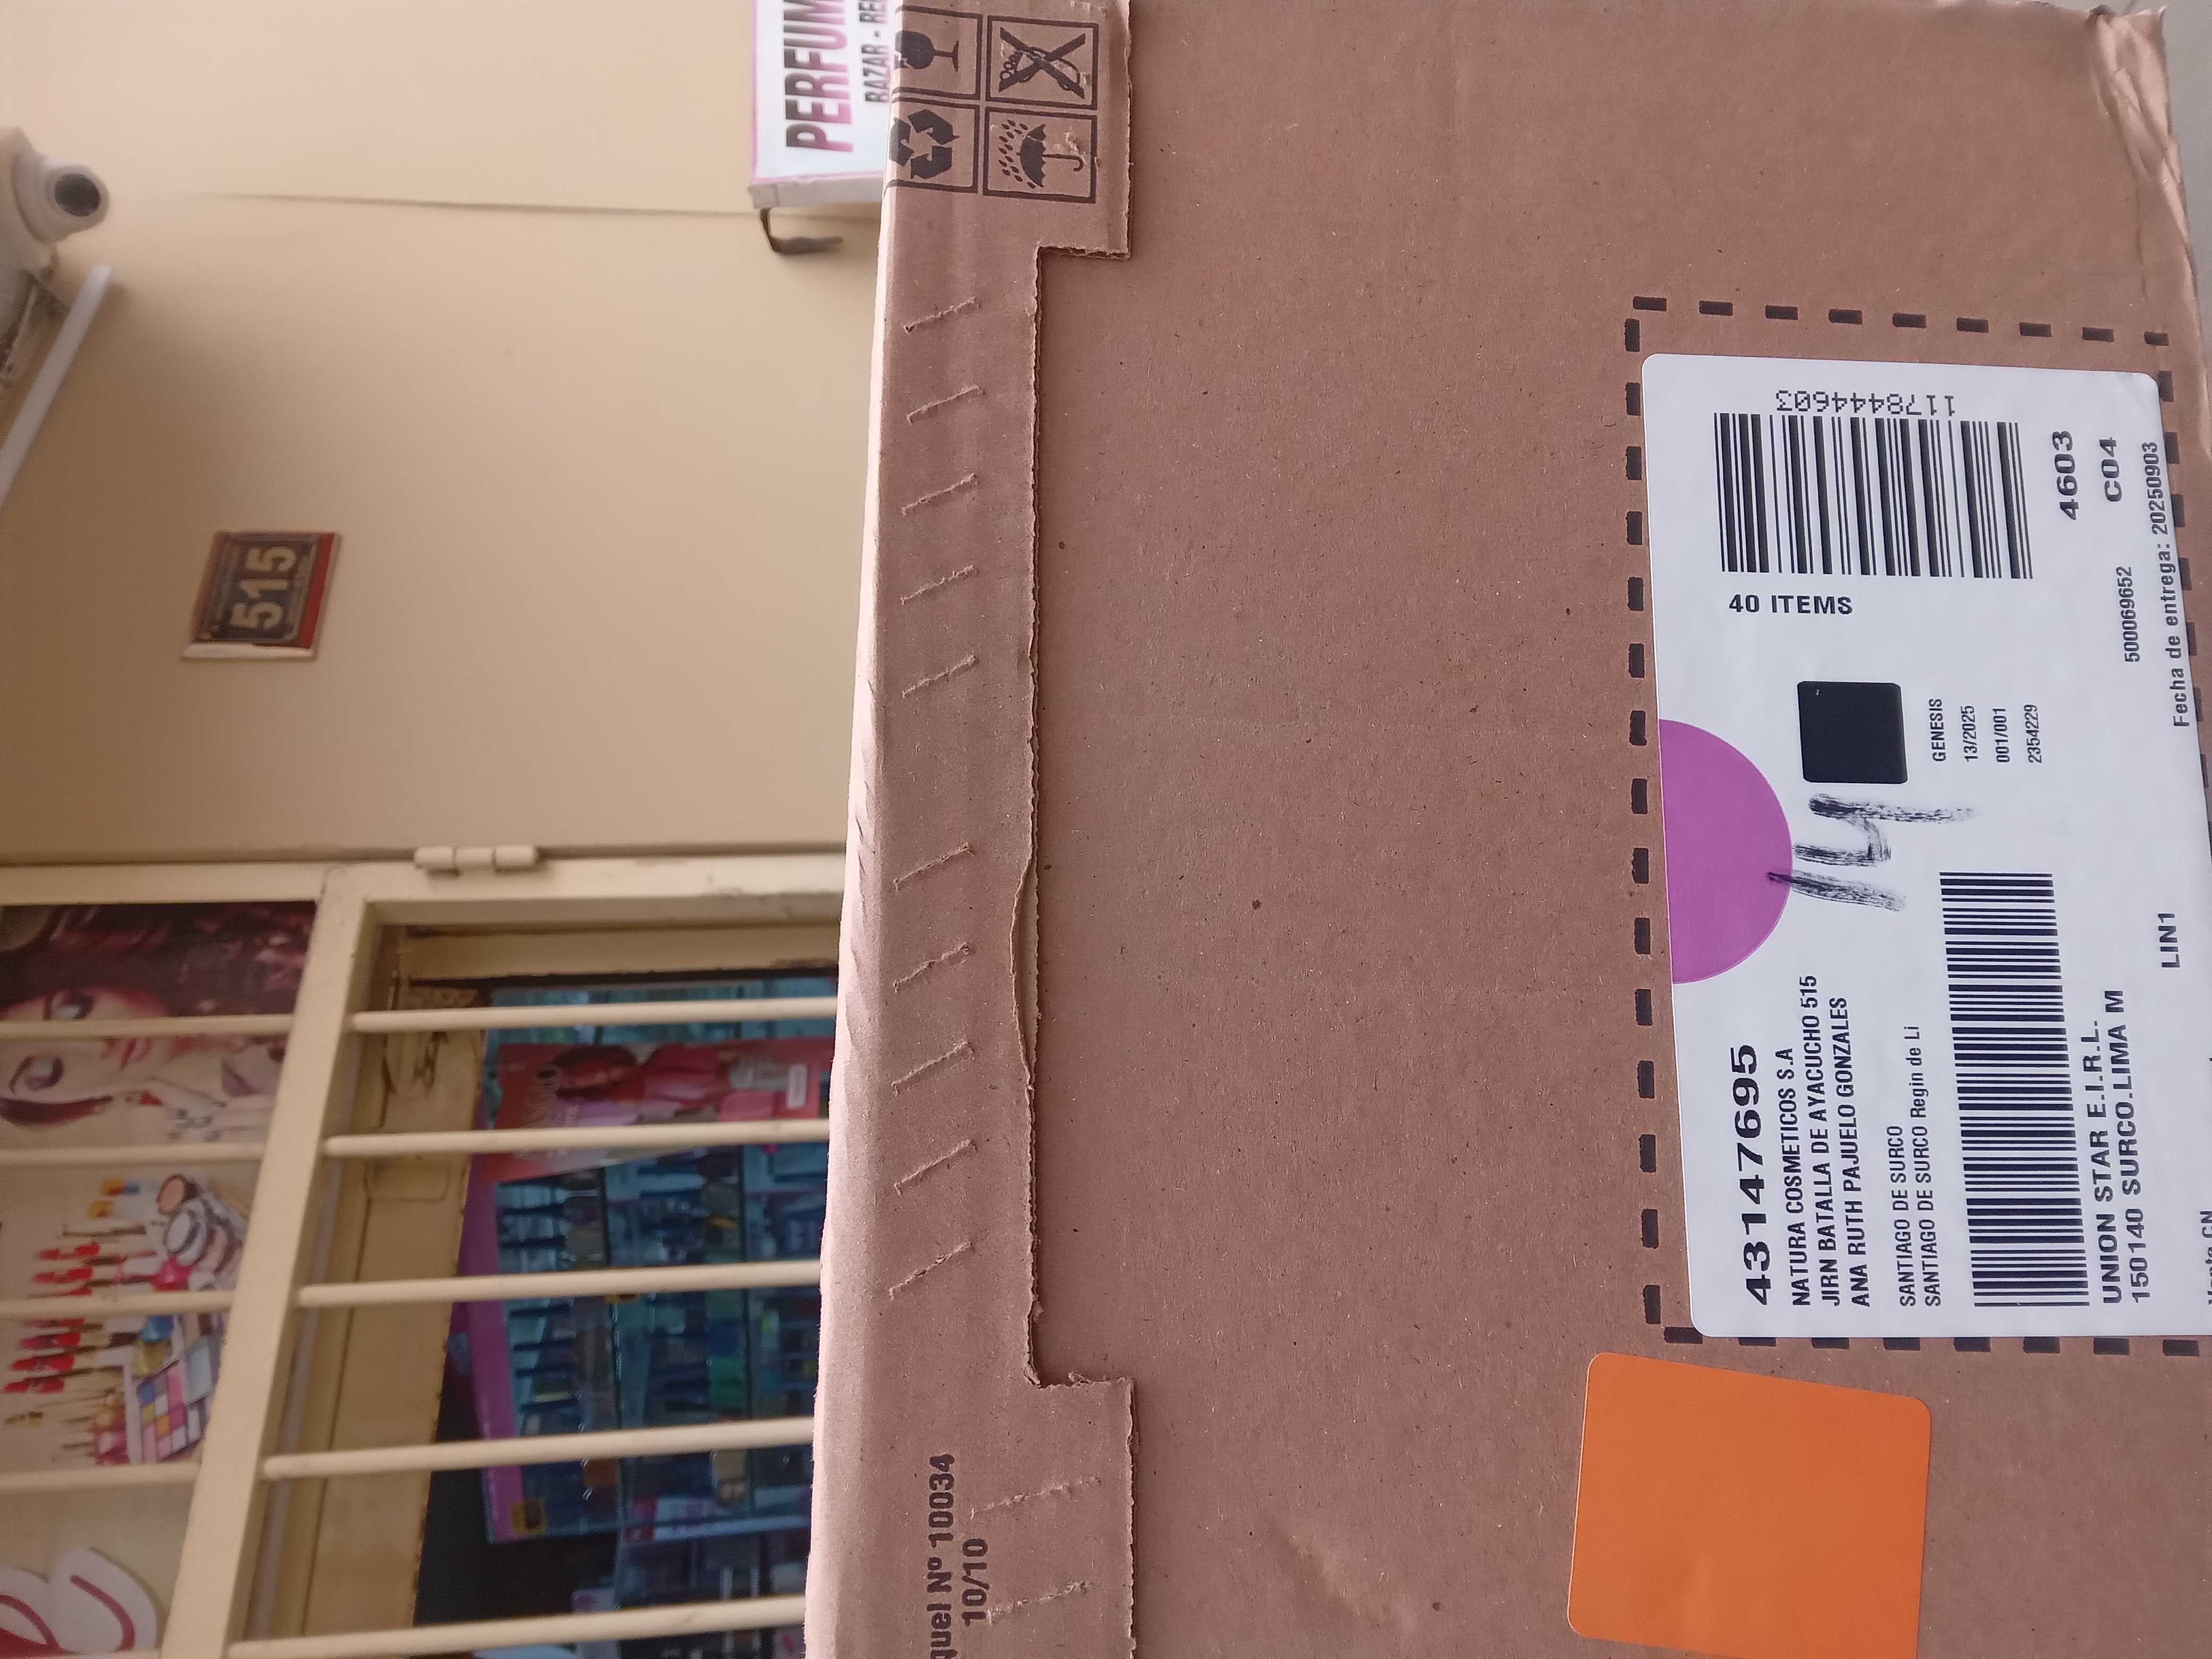 515
PERFUM
BAZAR - RE
quel Nº 10034
10/10
43147695
NATURA COSMETICOS S.A
JIRN BATALLA DE AYACUCHO 515
ANA RUTH PAJUELO GONZALES
SANTIAGO DE SURCO
SANTIAGO DE SURCO Regin de Li
UNION STAR E.I.R.L.
150140 SURCO.LIMA M
LIN1
114
GENESIS
13/2025
001/001
2354229
40 ITEMS
1178444603
4603
C04
500069652
Fecha de entrega: 20250903